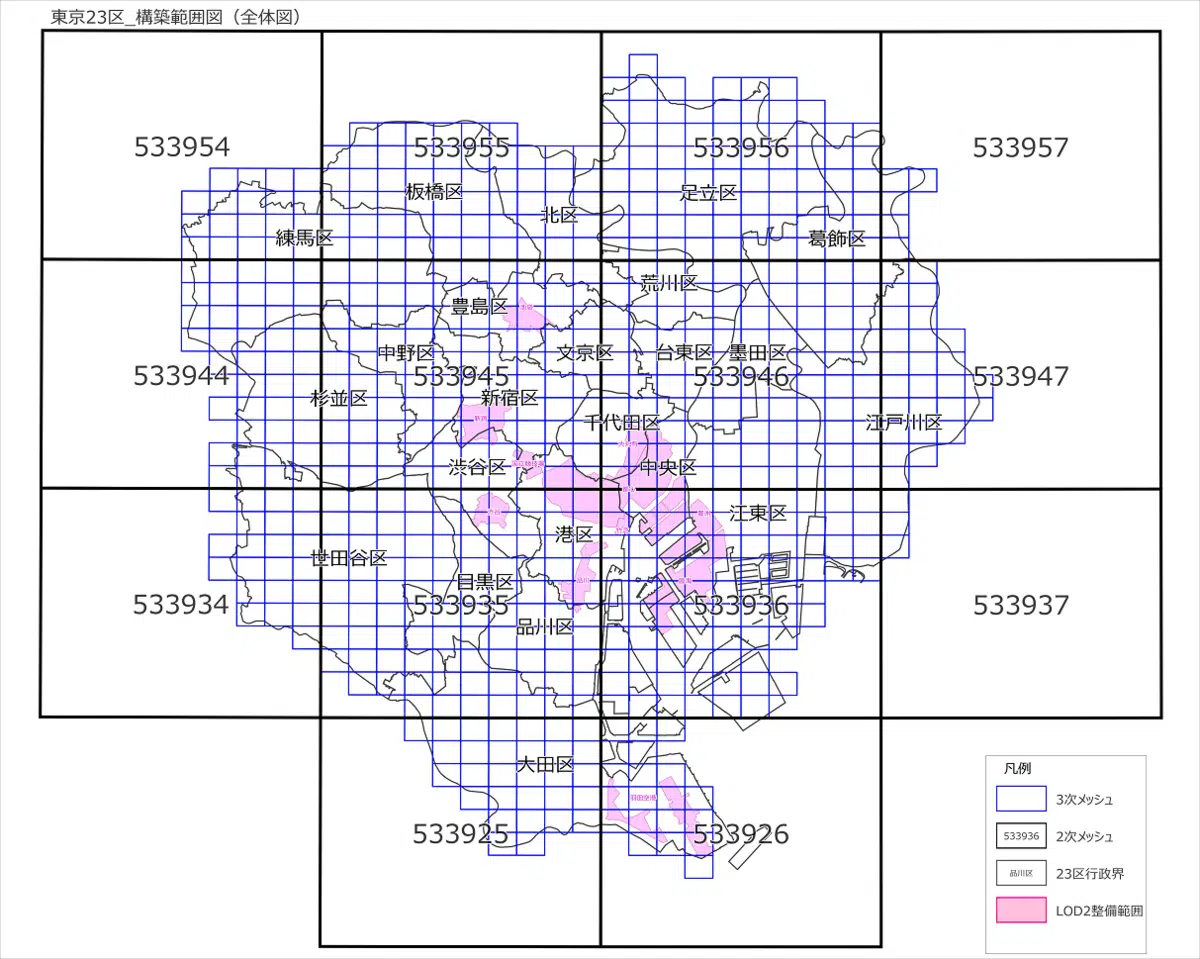 東京23区_構築範囲図（全体図）
533954
533955
533956
533957
板橋区
足立区
北区
練馬区
葛飾区
荒川区
豊島区
中野区
文京区
台東区
墨田区
533944
533945
533946
533947
杉並区
新宿区
千代田区
江戸川区
渋谷区
中央区
江東区
港区
世田谷区
目黒区
533934
533935
533936
533937
品川区
品川
大田区
羽田空港
533925
533926
凡例
3次メッシュ
533936
2次メッシュ
品川区
23区行政界
LOD2整備範囲